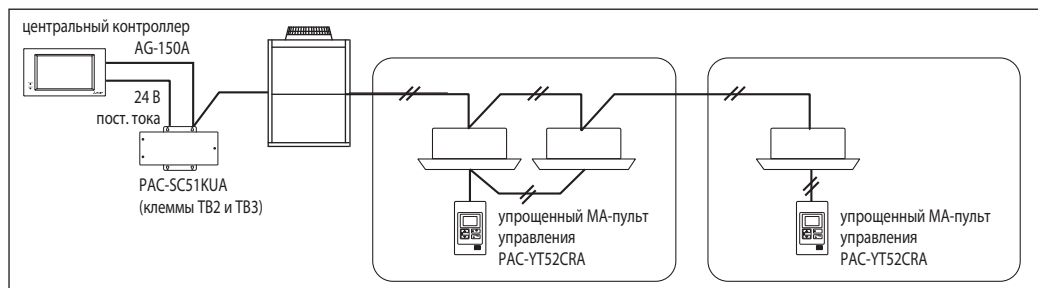 центральный контроллер
AG-150A
24 В
пост. тока
PAC-SC51KUA
(клеммы TB2 и TB3)
упрощенный МА-пульт
управления
PAC-YT52CRA
упрощенный МА-пульт
управления
PAC-YT52CRA